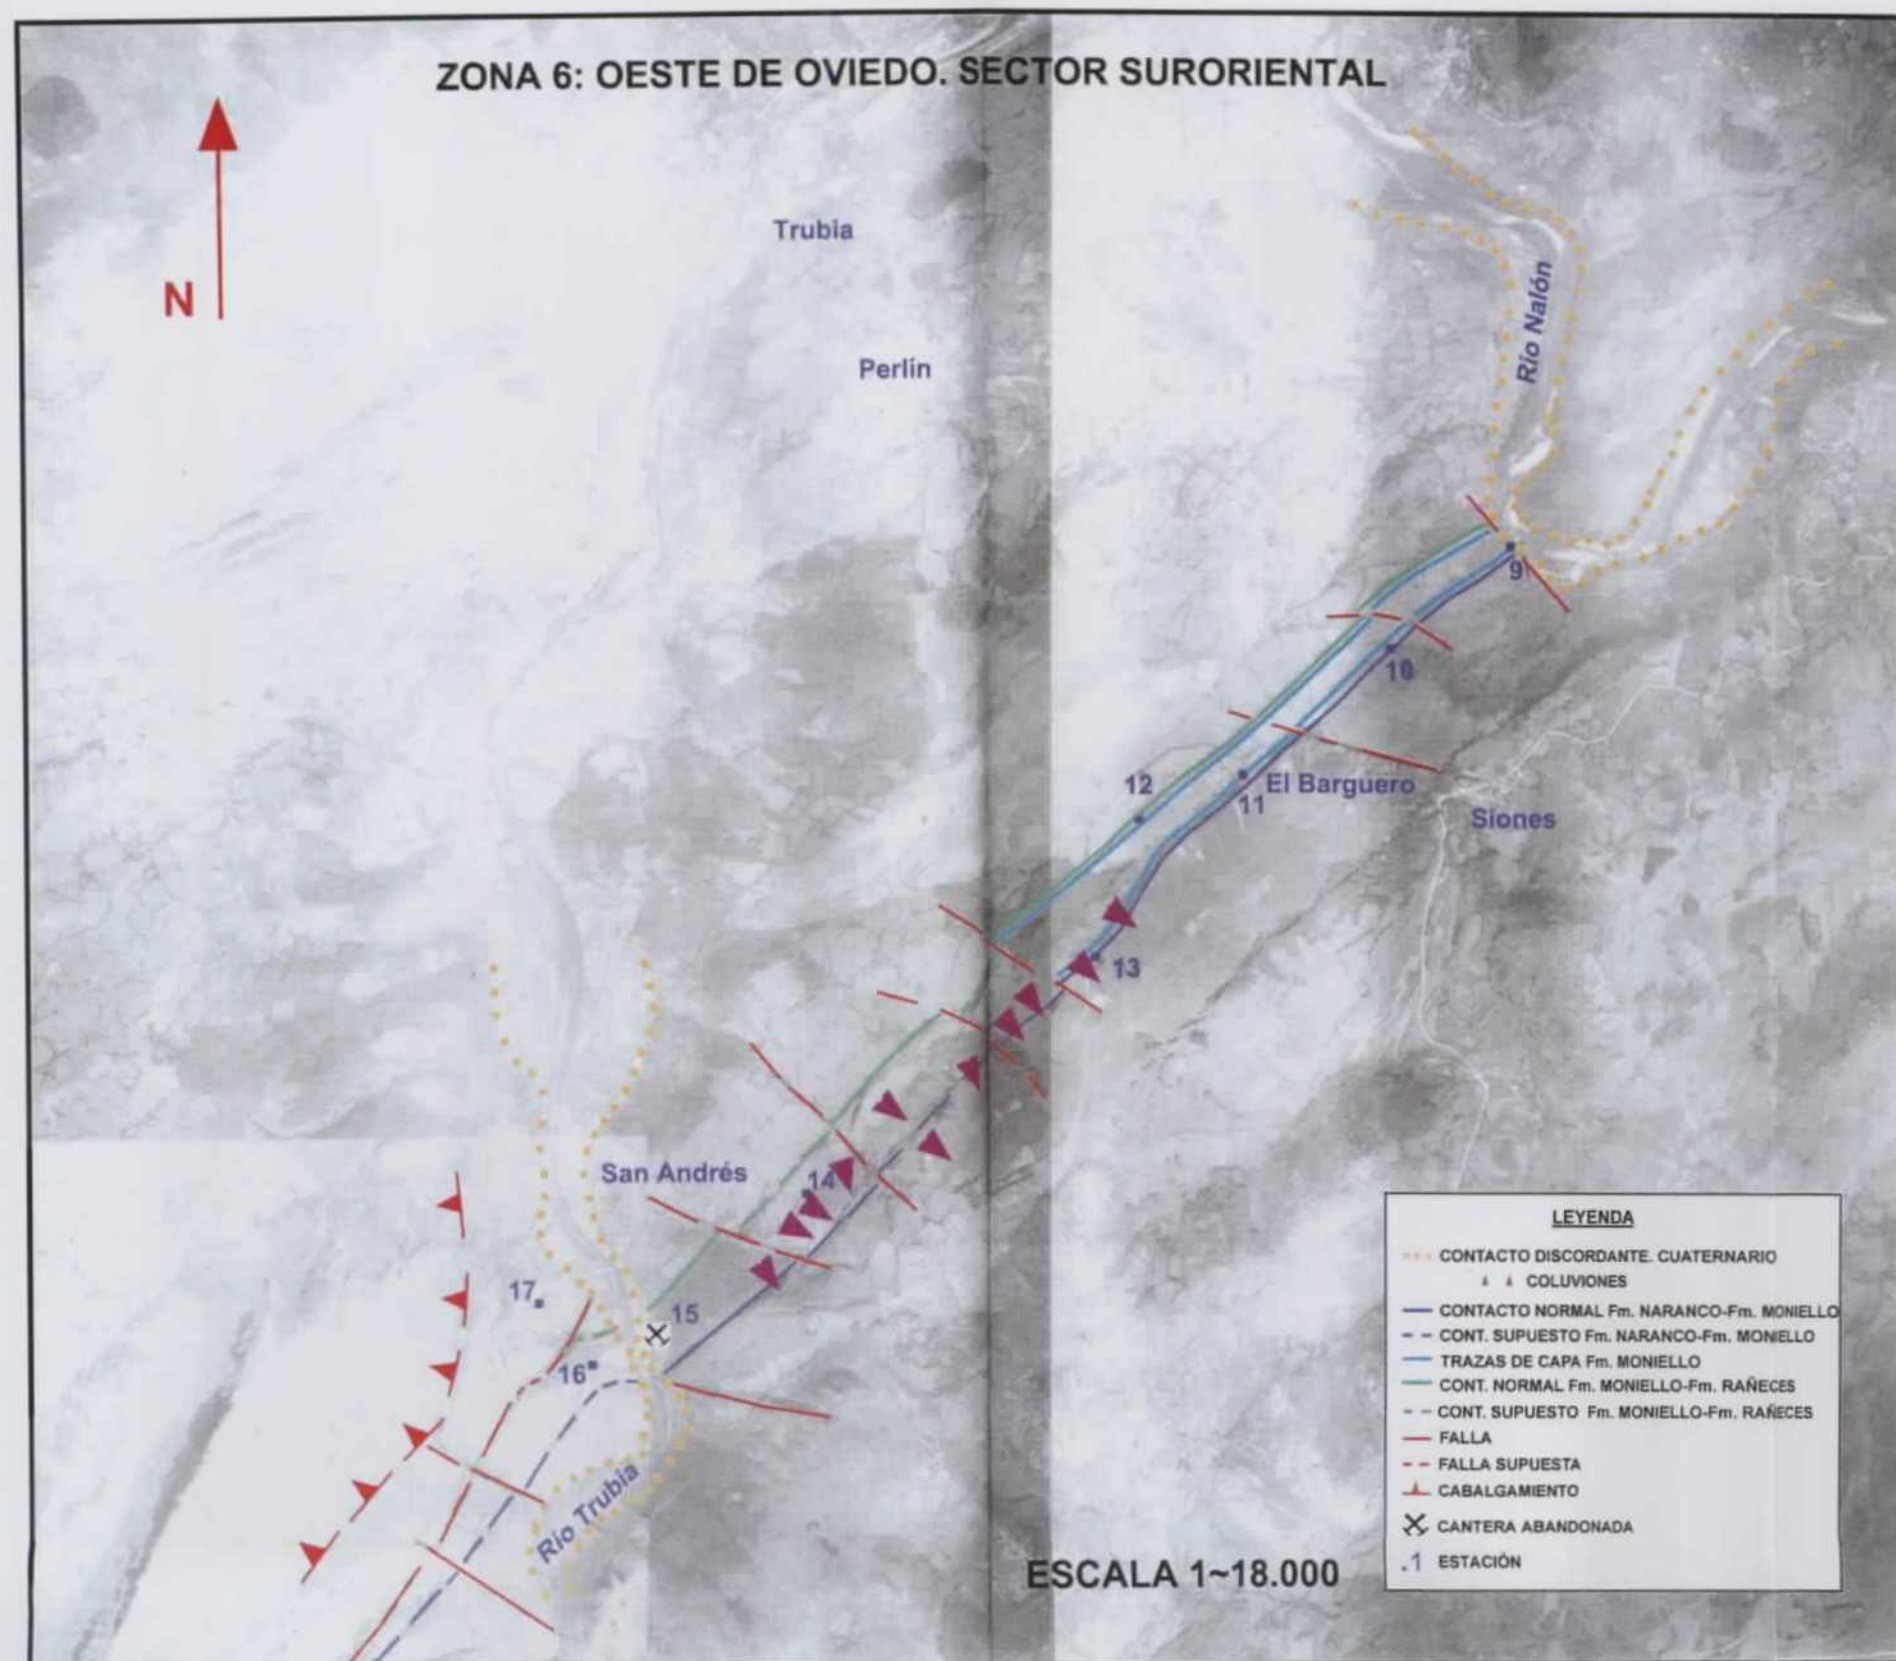 ZONA 6: OESTE DE OVIEDO. SECTOR SURORIENTAL
N
Trubia
Perlín
Río Nalón
9
10
12
11
El Barguero
Siones
13
14
San Andrés
17
15
16
Río Trubia
ESCALA 1~18.000
LEYENDA
CONTACTO DISCORDANTE. CUATERNARIO
COLUVIONES
CONTACTO NORMAL Fm. NARANCO-Fm. MONIELLO
CONT. SUPUESTO Fm. NARANCO-Fm. MONIELLO
TRAZAS DE CAPA Fm. MONIELLO
CONT. NORMAL Fm. MONIELLO-Fm. RAÑECES
CONT. SUPUESTO Fm. MONIELLO-Fm. RAÑECES
FALLA
FALLA SUPUESTA
CABALGAMIENTO
CANTERA ABANDONADA
.1 ESTACIÓN